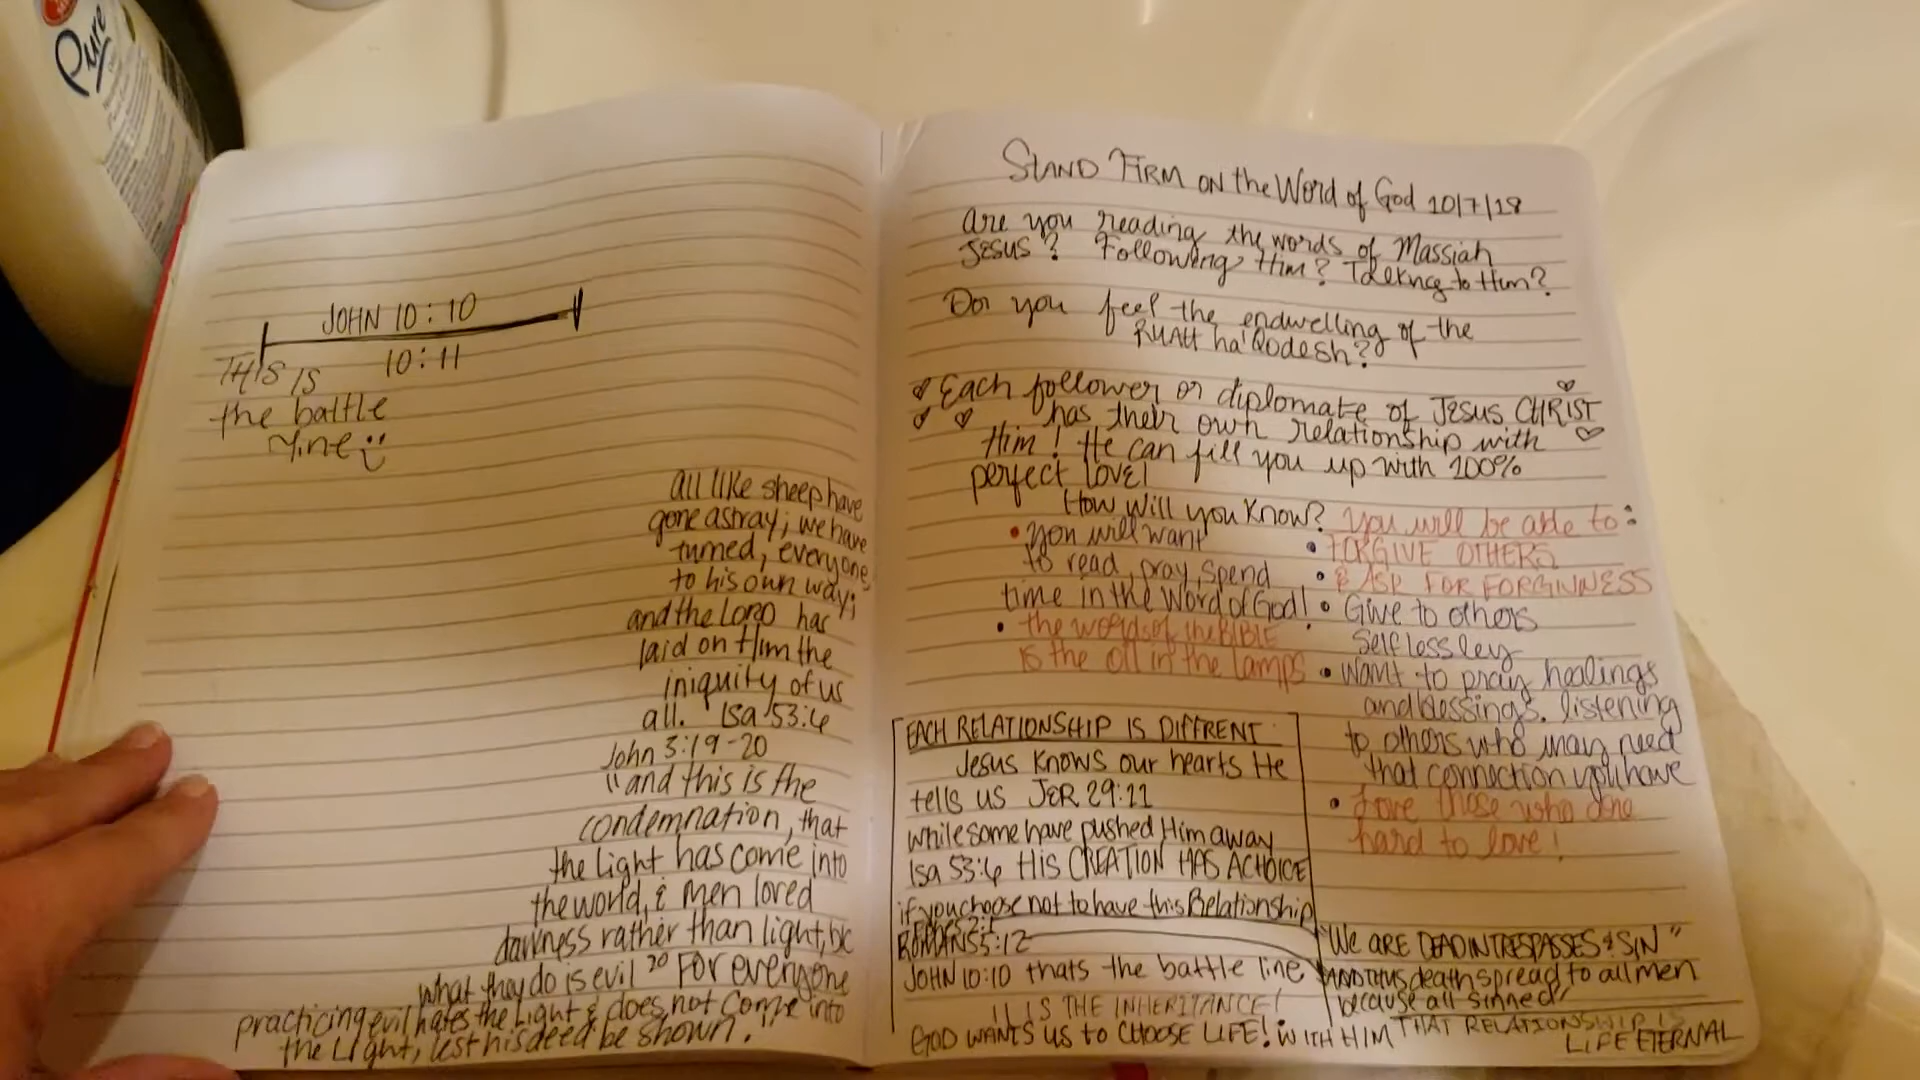 Pure
JOHN 10:10
10:11
THIS IS
the battle
line
all like sheep have
gone astray; we have
turned, everyone
to his own way;
and the LORD has
laid on Him the
iniquity of us
all. Isa 53:6
John 3:19-20
"and this is the
condemnation, that
the light has come into
the world, & men loved
darkness rather than light, bc
what they do is evil 20 For everyone
practicing evil hates the Light & does not come into
the Light, lest his deed be shown."
STAND FIRM ON the Word of God 10/7/18
are you reading the words of Massiah
JESUS? Following Him? Talking to Him?
Dor you feel the endwelling of the
RUAH ha'Qodesh?
Each follower or diplomate of JESUS CHRIST
has their own relationship with
Him! He can fill you up with 100%
perfect love!
How will you know? You will be able to:
• you will want
to read, pray, spend
time in the Word of God!
• the words of the BIBLE
is the oil in the lamps
• FORGIVE OTHERS
• & ASK FOR FORGIVNESS
• Give to others
Selflessley
• Want to pray healings
and blessings. listening
to others who may need
that connection you have
• Love those who are
hard to love!
EACH RELATIONSHIP IS DIFFRENT
Jesus knows our hearts He
tells us JER 29:11
while some have pushed Him away
Isa 53:6 HIS CREATION HAS A CHOICE
if you choose not to have this Relationship
Ephes 2:1
ROMANS 5:12
JOHN 10:10 thats the battle line
IT IS THE INHERITANCE!
"WE ARE DEAD IN TRESPASSES & SIN"
AND thus death spread to all men
because all sinned!
GOD WANTS US to CHOOSE LIFE! WITH HIM THAT RELATIONSHIP IS
LIFE ETERNAL